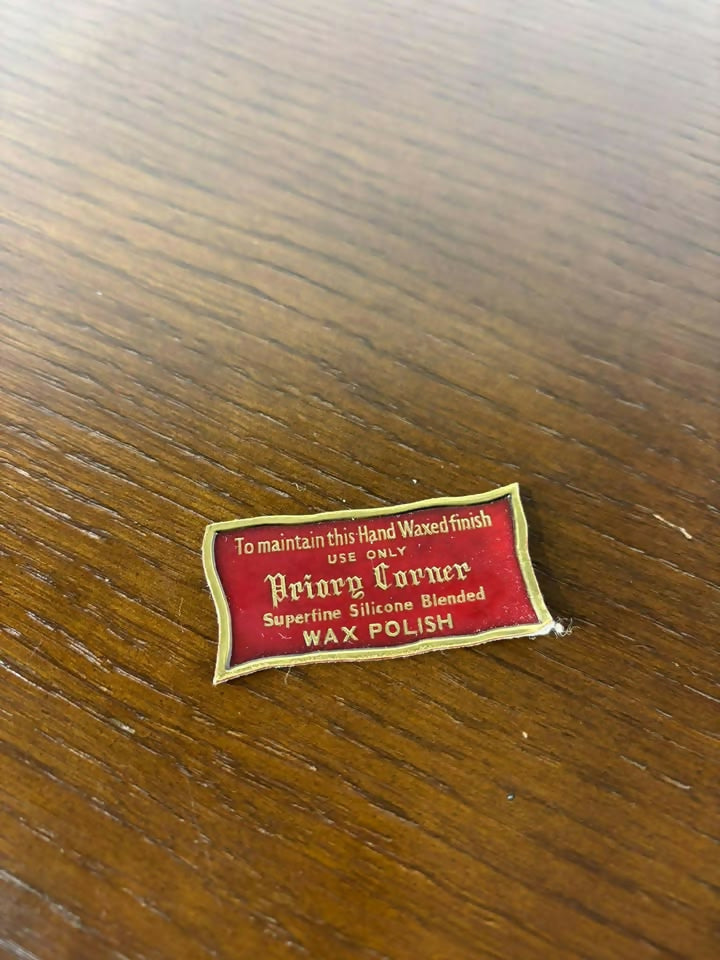 To maintain this Hand Waxed finish
USE ONLY
Priory Corner
Superfine Silicone Blended
WAX POLISH